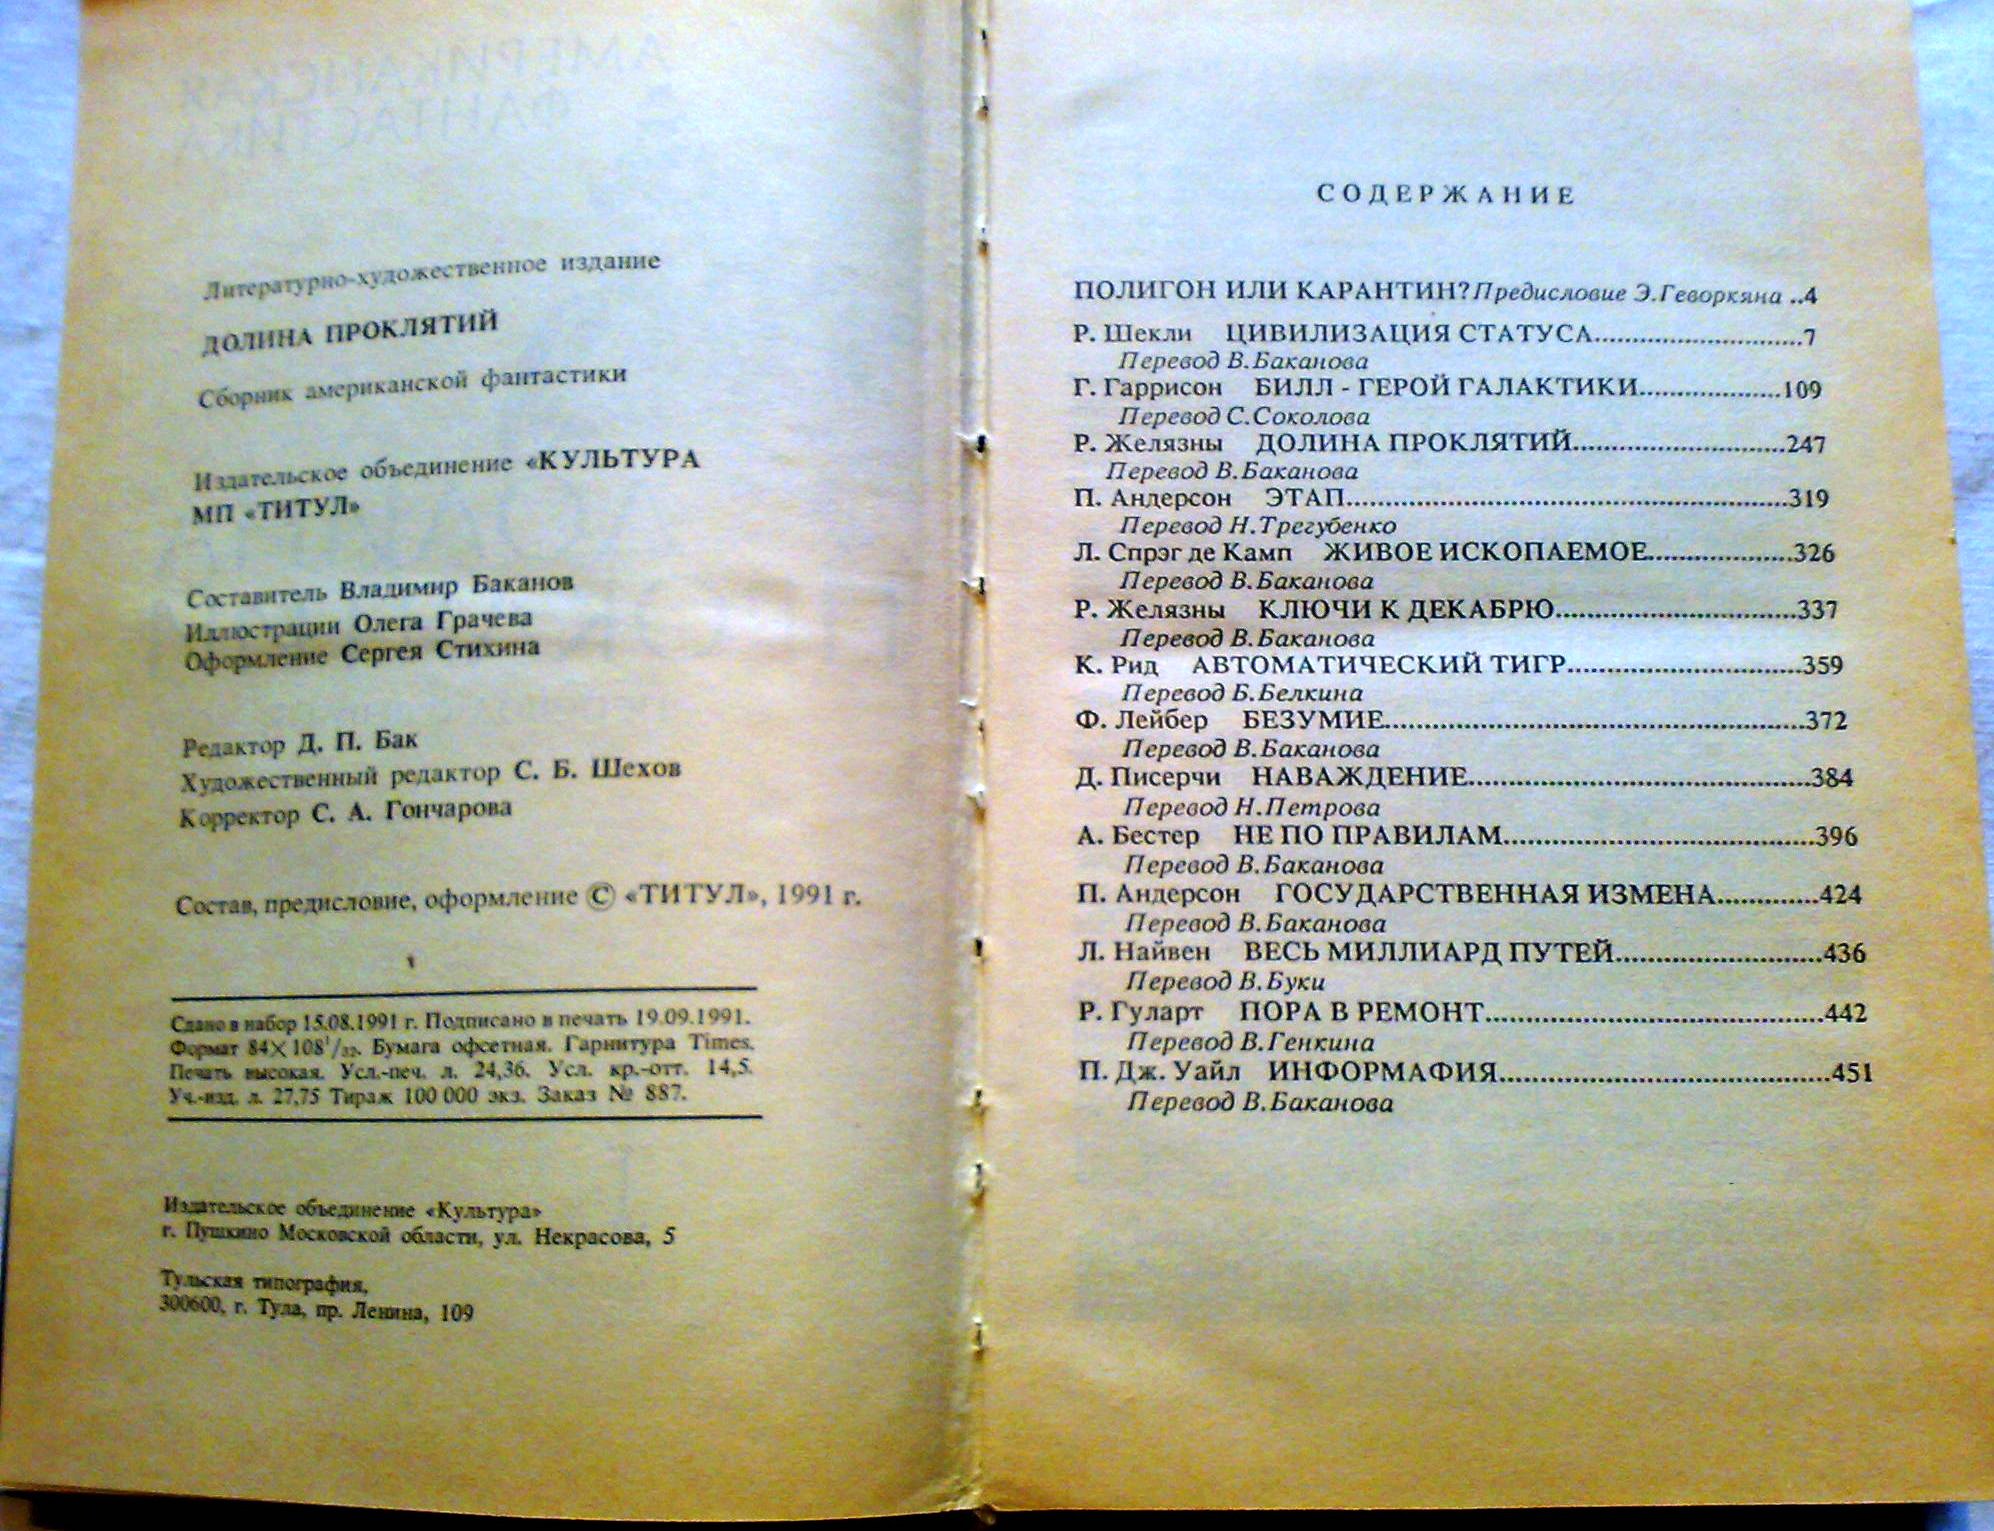 Литературно-художественное издание
ДОЛИНА ПРОКЛЯТИЙ
Сборник американской фантастики
Издательское объединение «КУЛЬТУРА
МП «ТИТУЛ»
Составитель Владимир Баканов
Иллюстрации Олега Грачева
Оформление Сергея Стихина
Редактор Д. П. Бак
Художественный редактор С. Б. Шехов
Корректор С. А. Гончарова
Состав, предисловие, оформление © «ТИТУЛ», 1991 г.
Сдано в набор 15.08.1991 г. Подписано в печать 19.09.1991.
Формат 84×108¹/₃₂. Бумага офсетная. Гарнитура Times.
Печать высокая. Усл.-печ. л. 24,36. Усл. кр.-отт. 14,5.
Уч.-изд. л. 27,75 Тираж 100 000 экз. Заказ № 887.
Издательское объединение «Культура»
г. Пушкино Московской области, ул. Некрасова, 5
Тульская типография,
300600, г. Тула, пр. Ленина, 109
СОДЕРЖАНИЕ
ПОЛИГОН ИЛИ КАРАНТИН? Предисловие Э.Геворкяна ..4
Р. Шекли ЦИВИЛИЗАЦИЯ СТАТУСА............................7
Перевод В.Баканова
Г. Гаррисон БИЛЛ - ГЕРОЙ ГАЛАКТИКИ...................109
Перевод С.Соколова
Р. Желязны ДОЛИНА ПРОКЛЯТИЙ............................247
Перевод В.Баканова
П. Андерсон ЭТАП.........................................................319
Перевод Н.Трегубенко
Л. Спрэг де Камп ЖИВОЕ ИСКОПАЕМОЕ...................326
Перевод В.Баканова
Р. Желязны КЛЮЧИ К ДЕКАБРЮ...............................337
Перевод В.Баканова
К. Рид АВТОМАТИЧЕСКИЙ ТИГР..............................359
Перевод Б.Белкина
Ф. Лейбер БЕЗУМИЕ......................................................372
Перевод В.Баканова
Д. Писерчи НАВАЖДЕНИЕ............................................384
Перевод Н.Петрова
А. Бестер НЕ ПО ПРАВИЛАМ........................................396
Перевод В.Баканова
П. Андерсон ГОСУДАРСТВЕННАЯ ИЗМЕНА.............424
Перевод В.Баканова
Л. Найвен ВЕСЬ МИЛЛИАРД ПУТЕЙ...........................436
Перевод В.Буки
Р. Гуларт ПОРА В РЕМОНТ............................................442
Перевод В.Генкина
П. Дж. Уайл ИНФОРМАФИЯ...........................................451
Перевод В.Баканова